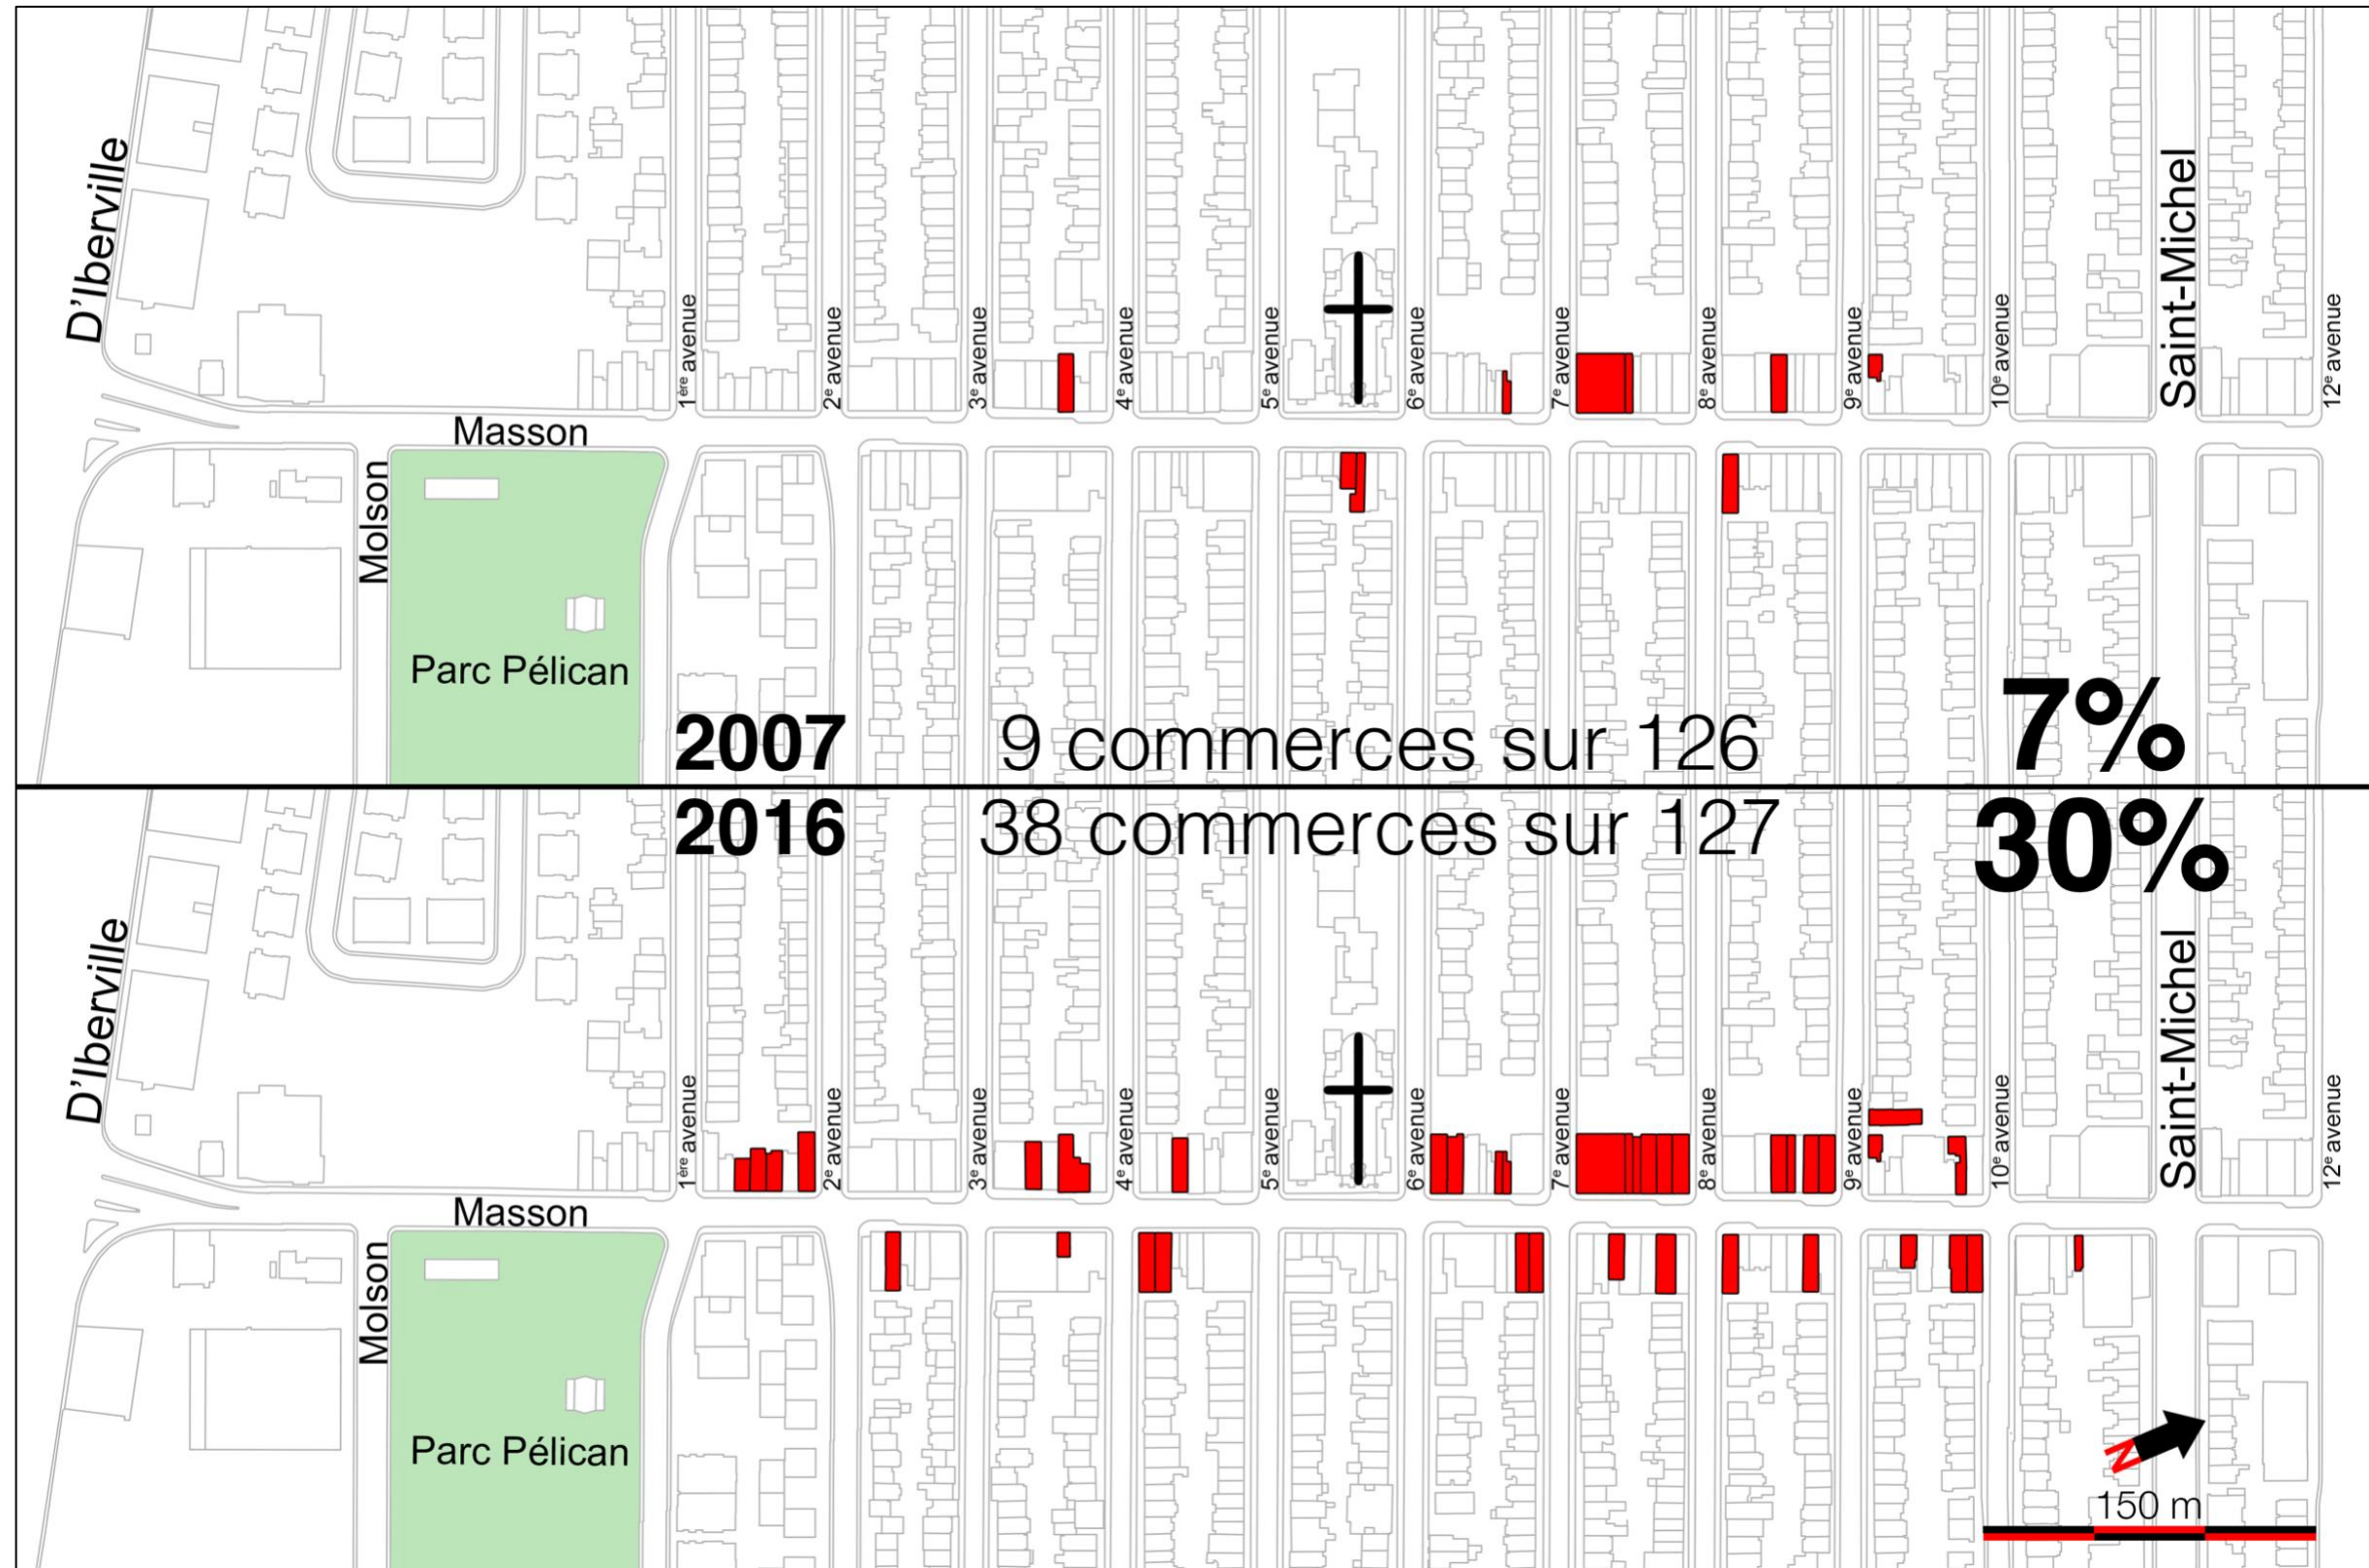 D'Iberville
1ère avenue
2e avenue
3e avenue
4e avenue
5e avenue
6e avenue
7e avenue
8e avenue
9e avenue
10e avenue
Saint-Michel
12e avenue
Masson
Molson
Parc Pélican
2007 9 commerces sur 126 7%
2016 38 commerces sur 127 30%
D'Iberville
1ère avenue
2e avenue
3e avenue
4e avenue
5e avenue
6e avenue
7e avenue
8e avenue
9e avenue
10e avenue
Saint-Michel
12e avenue
Masson
Molson
Parc Pélican
N
150 m